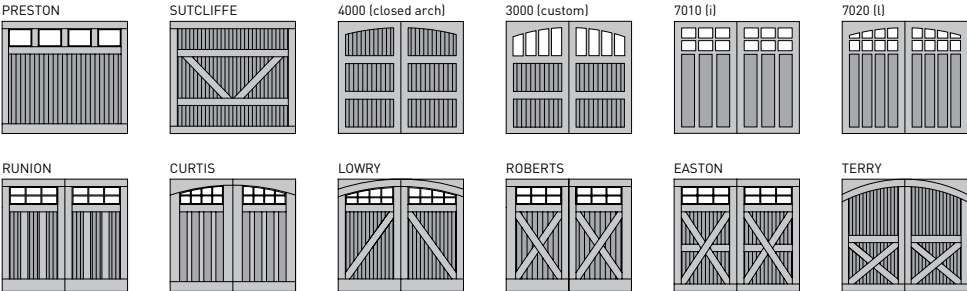 PRESTON
SUTCLIFFE
4000 (closed arch)
3000 (custom)
7010 (i)
7020 (l)
RUNION
CURTIS
LOWRY
ROBERTS
EASTON
TERRY